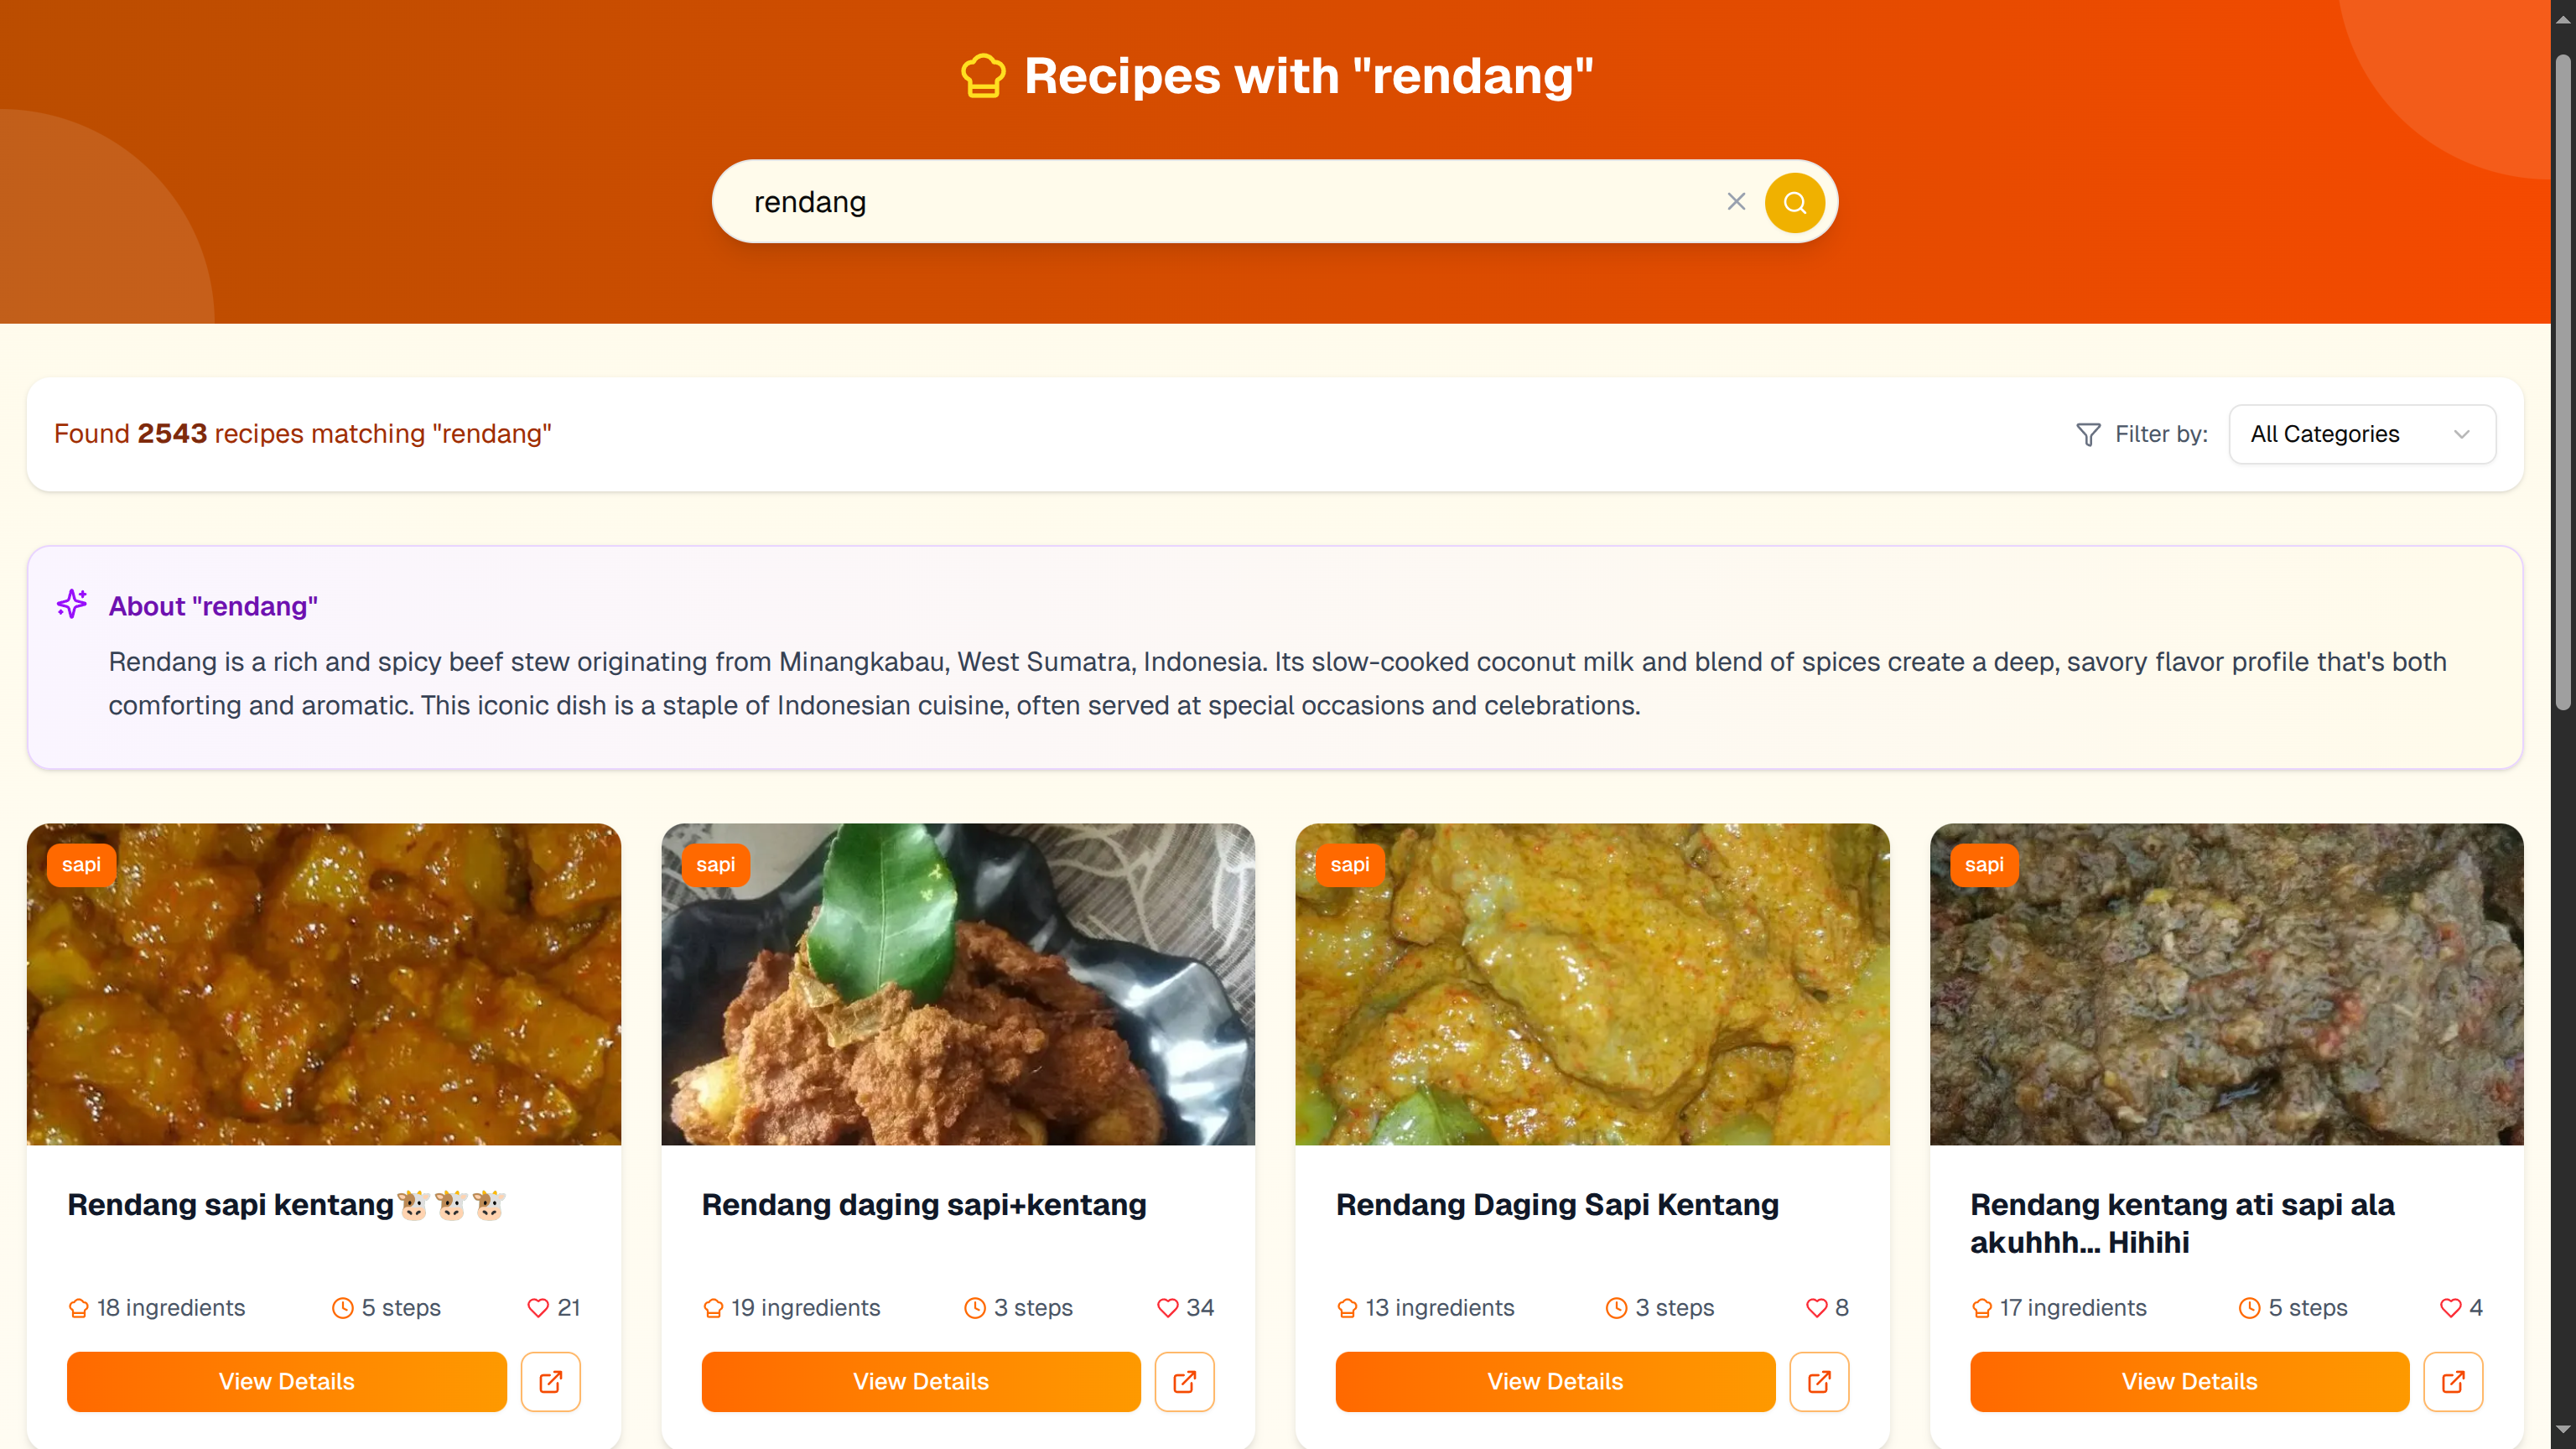 Recipes with "rendang"
rendang
Found 2543 recipes matching "rendang"
Filter by:
All Categories
About "rendang"
Rendang is a rich and spicy beef stew originating from Minangkabau, West Sumatra, Indonesia. Its slow-cooked coconut milk and blend of spices create a deep, savory flavor profile that's both
comforting and aromatic. This iconic dish is a staple of Indonesian cuisine, often served at special occasions and celebrations.
sapi
Rendang sapi kentang🐮🐮🐮
18 ingredients
5 steps
21
View Details
sapi
Rendang daging sapi+kentang
19 ingredients
3 steps
34
View Details
sapi
Rendang Daging Sapi Kentang
13 ingredients
3 steps
8
View Details
sapi
Rendang kentang ati sapi ala
akuhhh... Hihihi
17 ingredients
5 steps
4
View Details